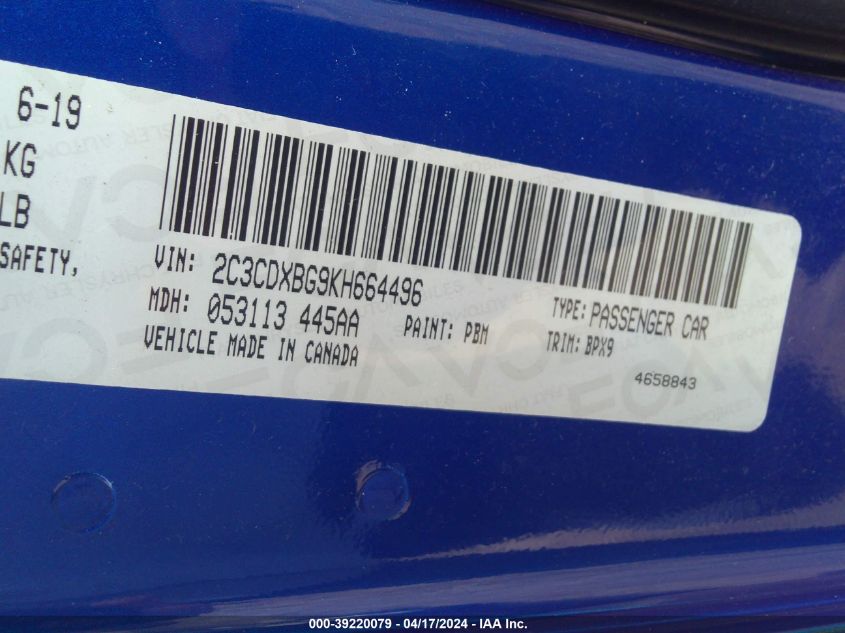 6-19
KG
LB
SAFETY,
VIN: 2C3CDXBG9KH664496
TYPE: PASSENGER CAR
MDH: 053113 445AA
PAINT: PBM
TRIM: BPX9
VEHICLE MADE IN CANADA
4658843
000-39220079 - 04/17/2024 - IAA Inc.